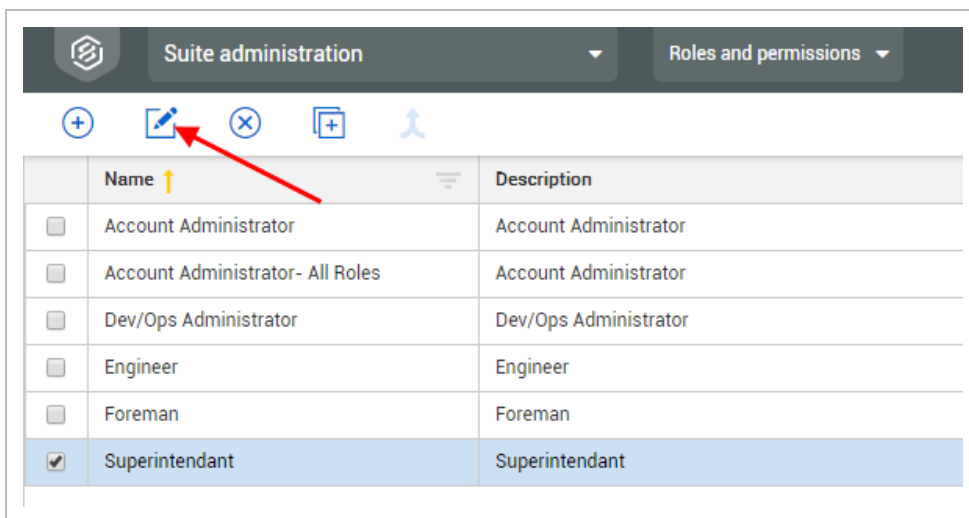 Suite administration Roles and permissions
Name Description
Account Administrator Account Administrator
Account Administrator- All Roles Account Administrator
Dev/Ops Administrator Dev/Ops Administrator
Engineer Engineer
Foreman Foreman
Superintendant Superintendant